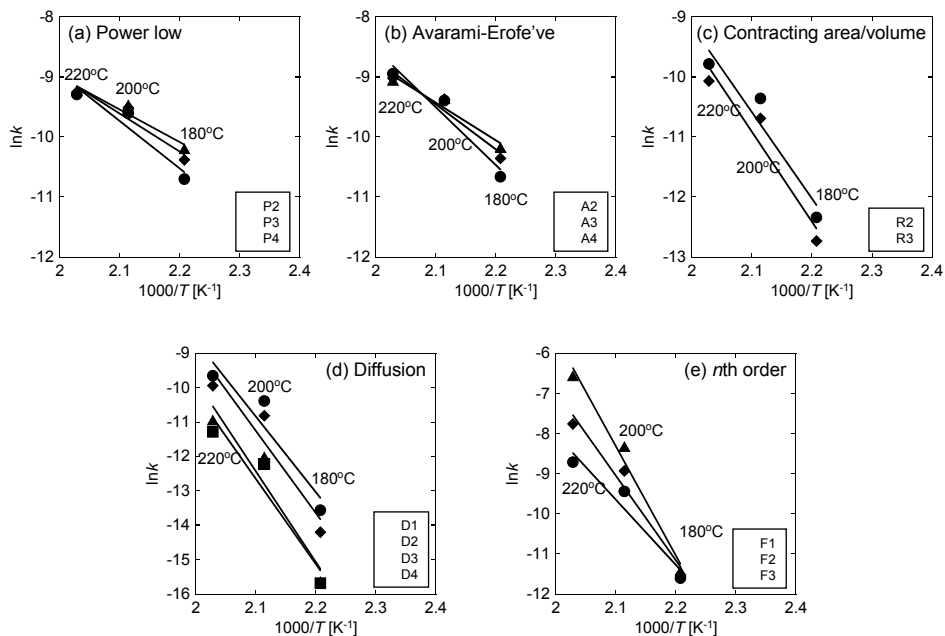 (a) Power low
-8
-9
-10
-11
-12
220°C
200°C
180°C
P2
P3
P4
2 2.1 2.2 2.3 2.4
1000/T [K⁻¹]
lnk
(b) Avarami-Erofe've
-8
-9
-10
-11
-12
220°C
200°C
180°C
A2
A3
A4
2 2.1 2.2 2.3 2.4
1000/T [K⁻¹]
lnk
(c) Contracting area/volume
-9
-10
-11
-12
-13
220°C
200°C
180°C
R2
R3
2 2.1 2.2 2.3 2.4
1000/T [K⁻¹]
lnk
(d) Diffusion
-9
-10
-11
-12
-13
-14
-15
-16
200°C
220°C
180°C
D1
D2
D3
D4
2 2.1 2.2 2.3 2.4
1000/T [K⁻¹]
lnk
(e) nth order
-6
-7
-8
-9
-10
-11
-12
200°C
220°C
180°C
F1
F2
F3
2 2.1 2.2 2.3 2.4
1000/T [K⁻¹]
lnk